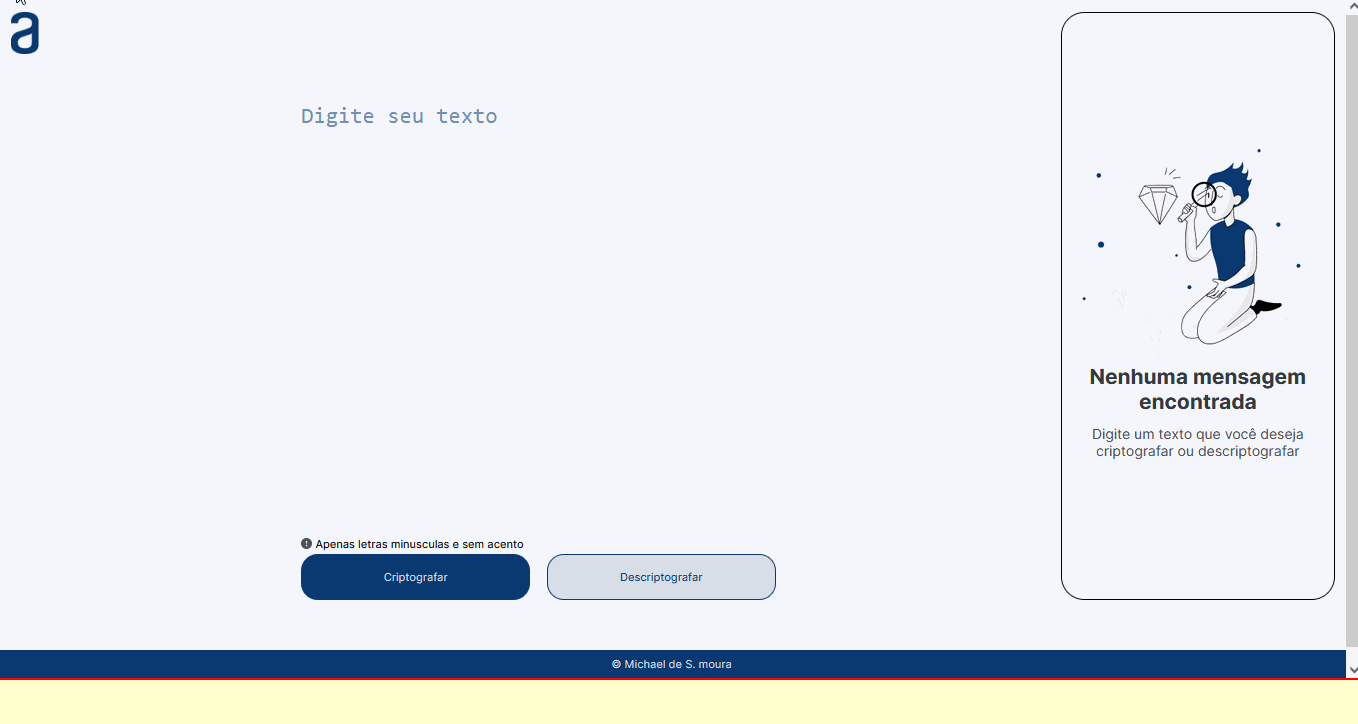 a
Digite seu texto
Nenhuma mensagem
encontrada
Digite um texto que você deseja
criptografar ou descriptografar
Apenas letras minusculas e sem acento
Criptografar
Descriptografar
© Michael de S. moura